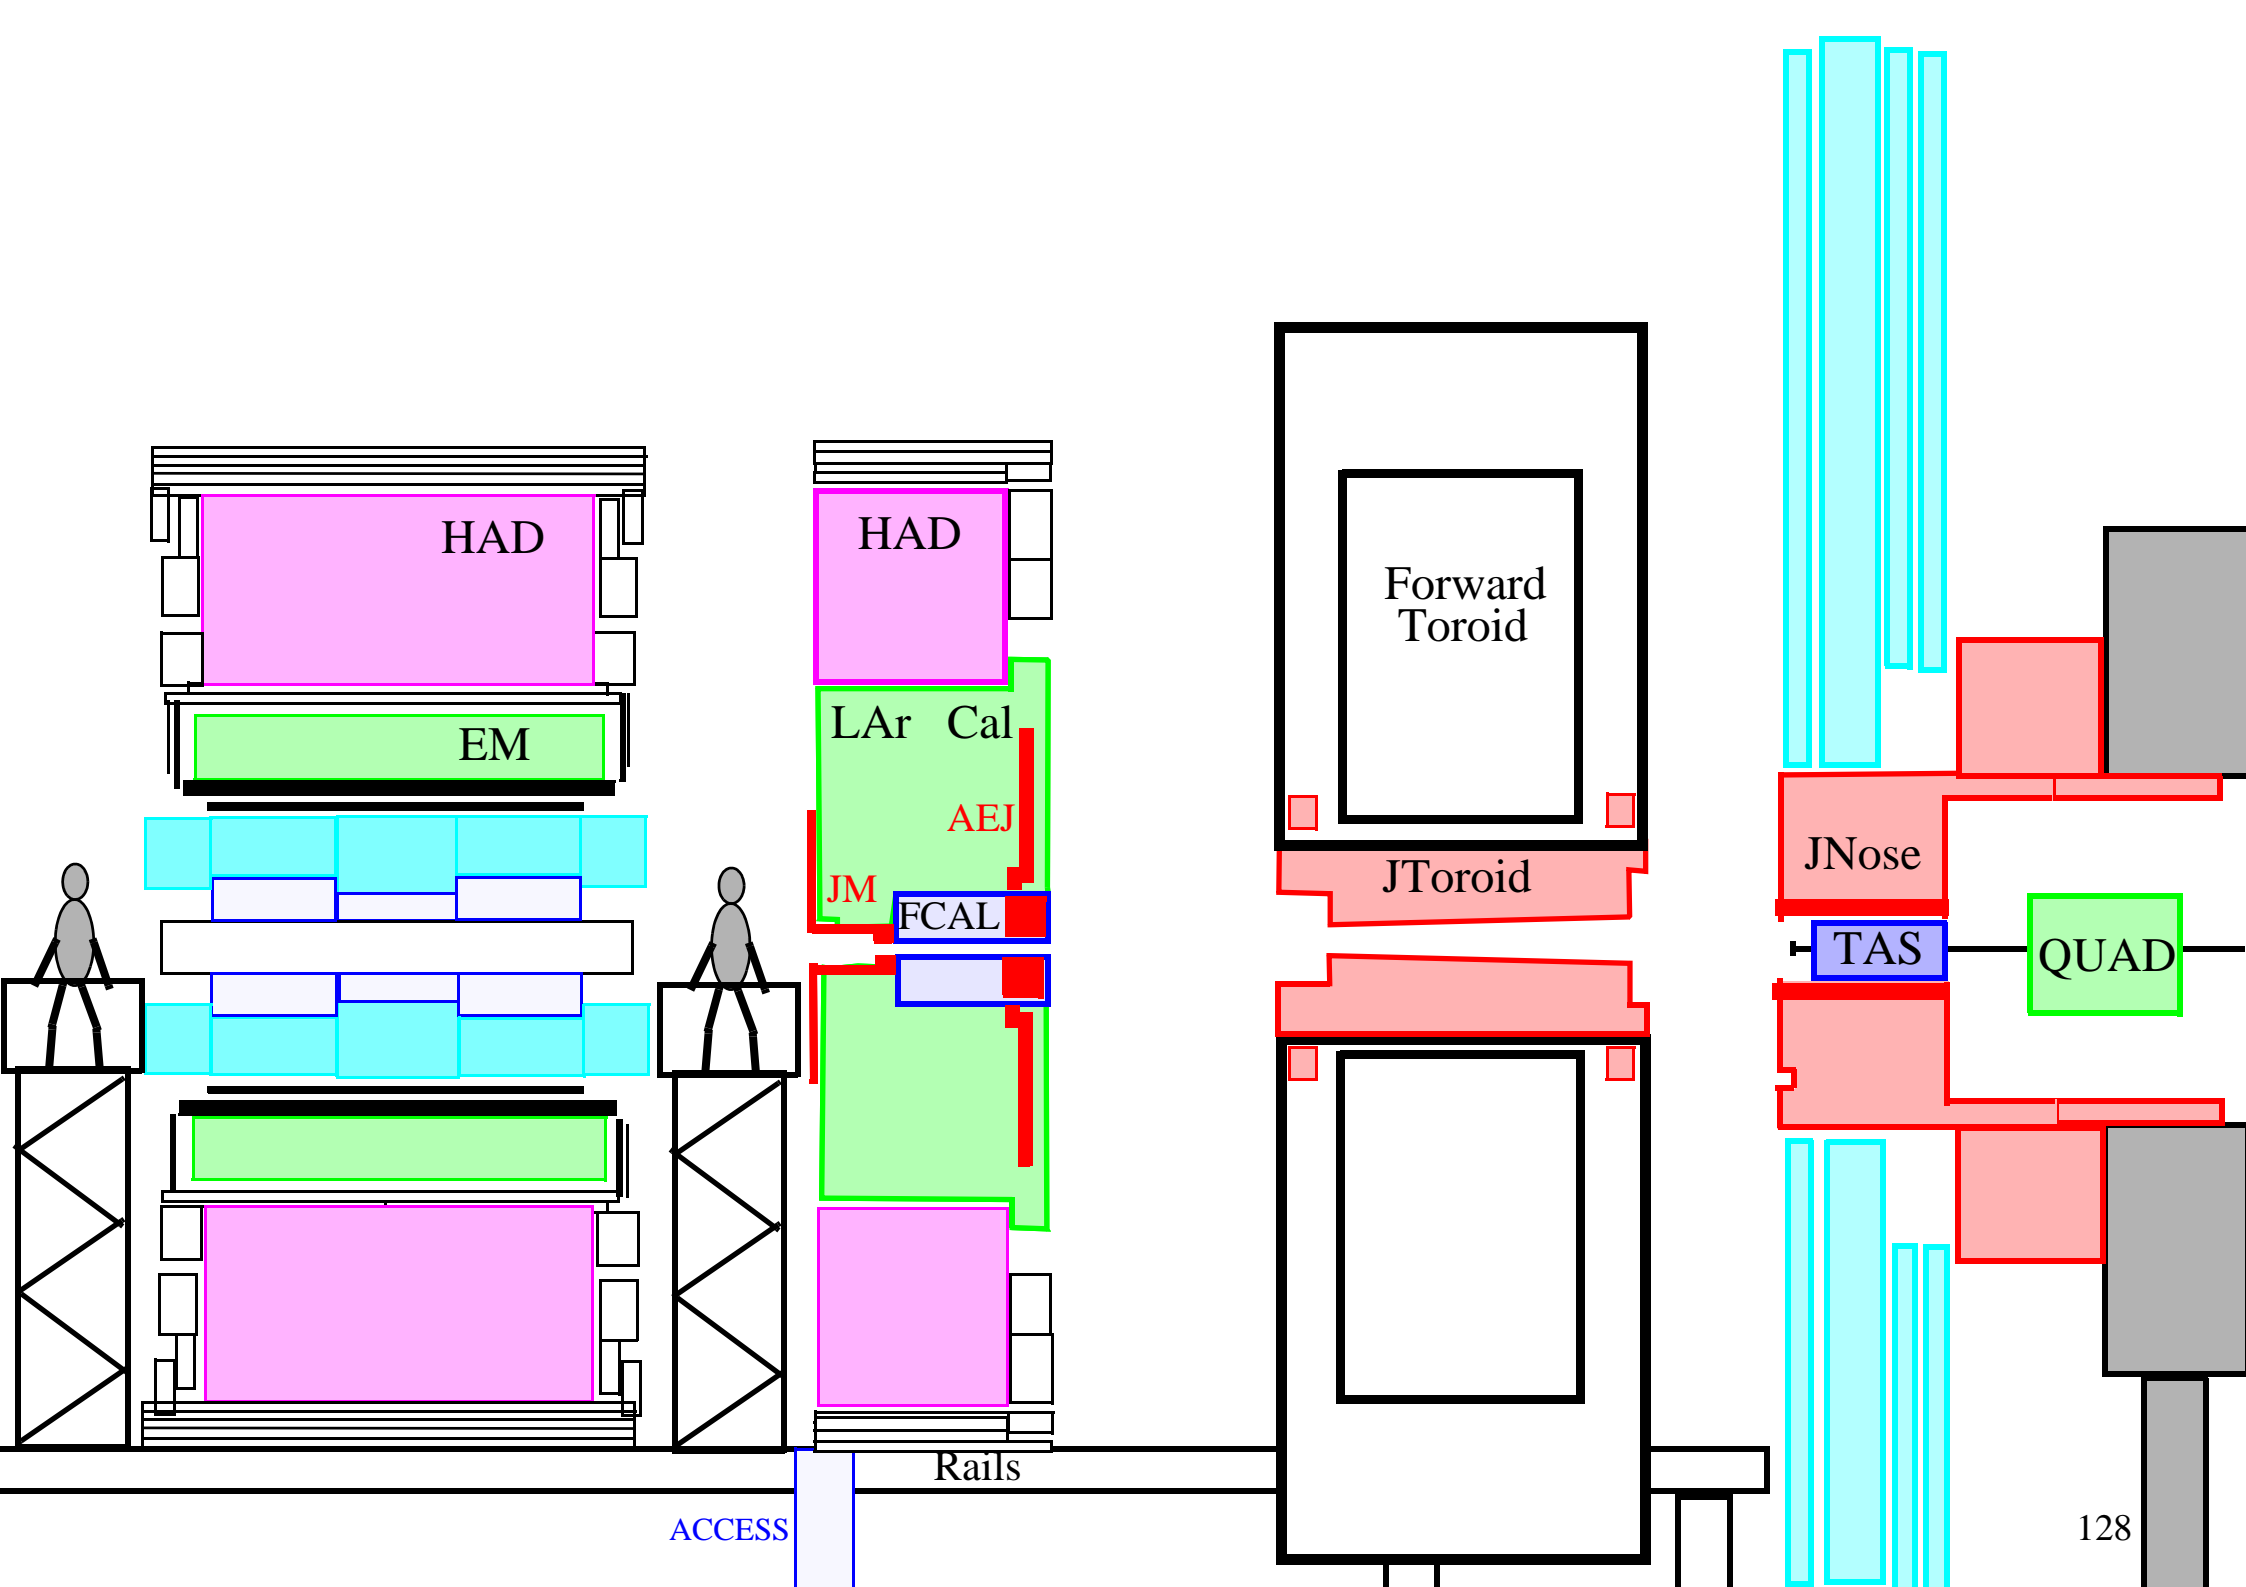 HAD
EM
HAD
LAr Cal
AEJ
JM
FCAL
Forward
Toroid
JToroid
JNose
TAS
QUAD
Rails
ACCESS
128